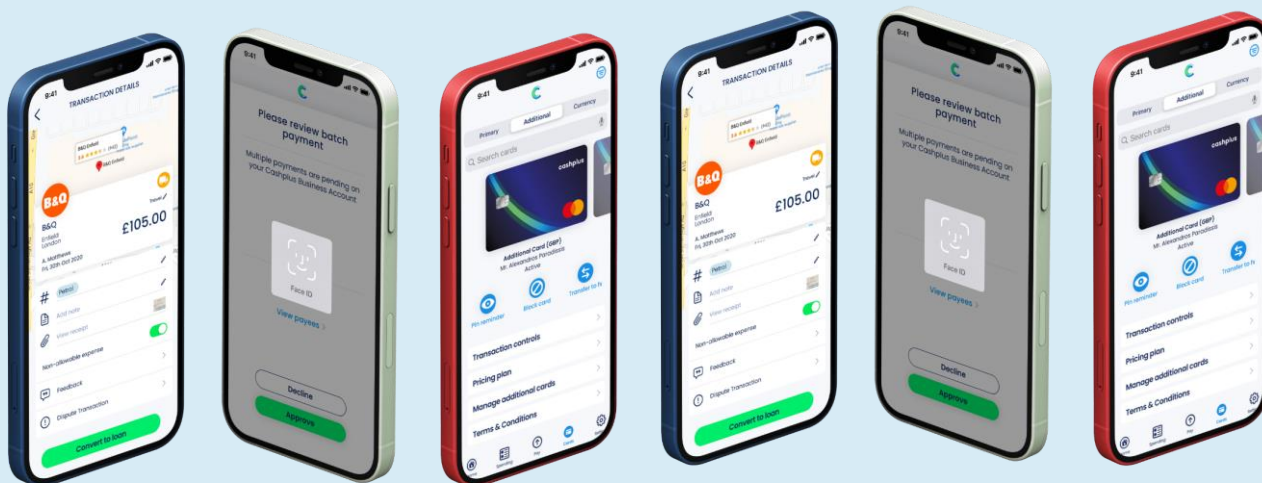 9:41
TRANSACTION DETAILS
B&Q Enfield
B&Q Enfield
B&Q
Travel
B&Q
Enfield
London
£105.00
A. Matthews
Fri, 30th Oct 2020
# Petrol
Add note
View receipt
Non-allowable expense
Feedback
Dispute Transaction
Convert to loan
9:41
Please review batch
payment
Multiple payments are pending on
your Cashplus Business Account
Face ID
View payees >
Decline
Approve
9:41
Primary
Additional
Currency
Search cards
cashplus
Additional Card (GBP)
Mr. Alexandros Paradisis
Active
Pin reminder
Block card
Transfer to
Transaction controls
Pricing plan
Manage additional cards
Terms & Conditions
Home
Spending
Pay
Cards
9:41
TRANSACTION DETAILS
B&Q Enfield
B&Q Enfield
B&Q
Travel
B&Q
Enfield
London
£105.00
A. Matthews
Fri, 30th Oct 2020
# Petrol
Add note
View receipt
Non-allowable expense
Feedback
Dispute Transaction
Convert to loan
9:41
Please review batch
payment
Multiple payments are pending on
your Cashplus Business Account
Face ID
View payees >
Decline
Approve
9:41
Primary
Additional
Currency
Search cards
cashplus
Additional Card (GBP)
Mr. Alexandros Paradisis
Active
Pin reminder
Block card
Transfer to
Transaction controls
Pricing plan
Manage additional cards
Terms & Conditions
Home
Spending
Pay
Cards